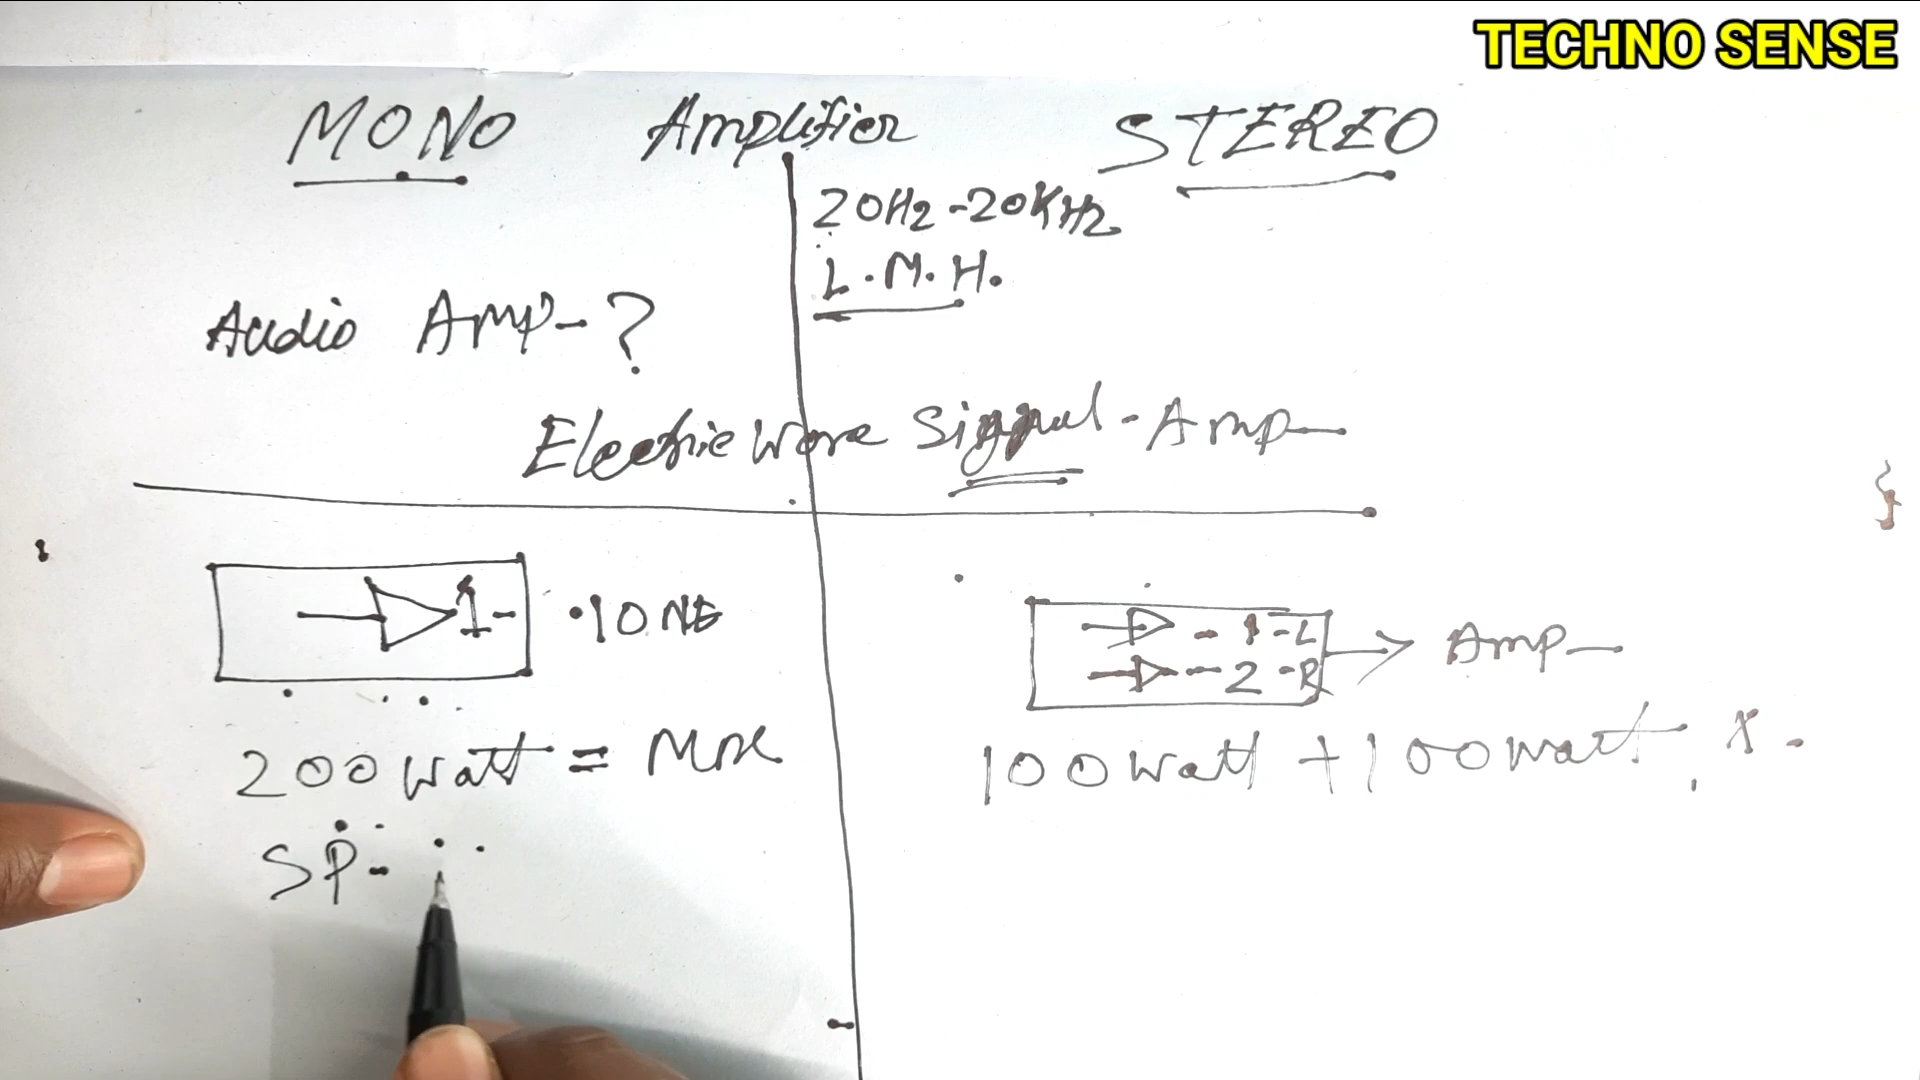 TECHNO SENSE
MONO Amplifier STEREO
20Hz-20KHz
L.M.H.
Audio Amp-?
Electric Wave Signal-Amp-
1- 10NE
- 1-L
-- 2-R
Amp-
200 watt =
100 watt + 100 watt x.
SP-